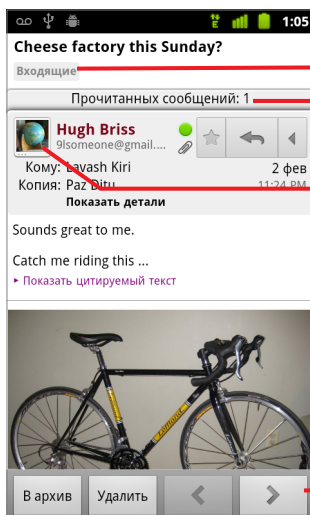 1:05
Cheese factory this Sunday?
Входящие
Прочитанных сообщений: 1
Hugh Briss
9lsomeone@gmail....
Кому: Lavash Kiri 2 фев
Копия: Paz Ditu 11:24 PM
Показать детали
Sounds great to me.
Catch me riding this ...
▸ Показать цитируемый текст
В архив Удалить